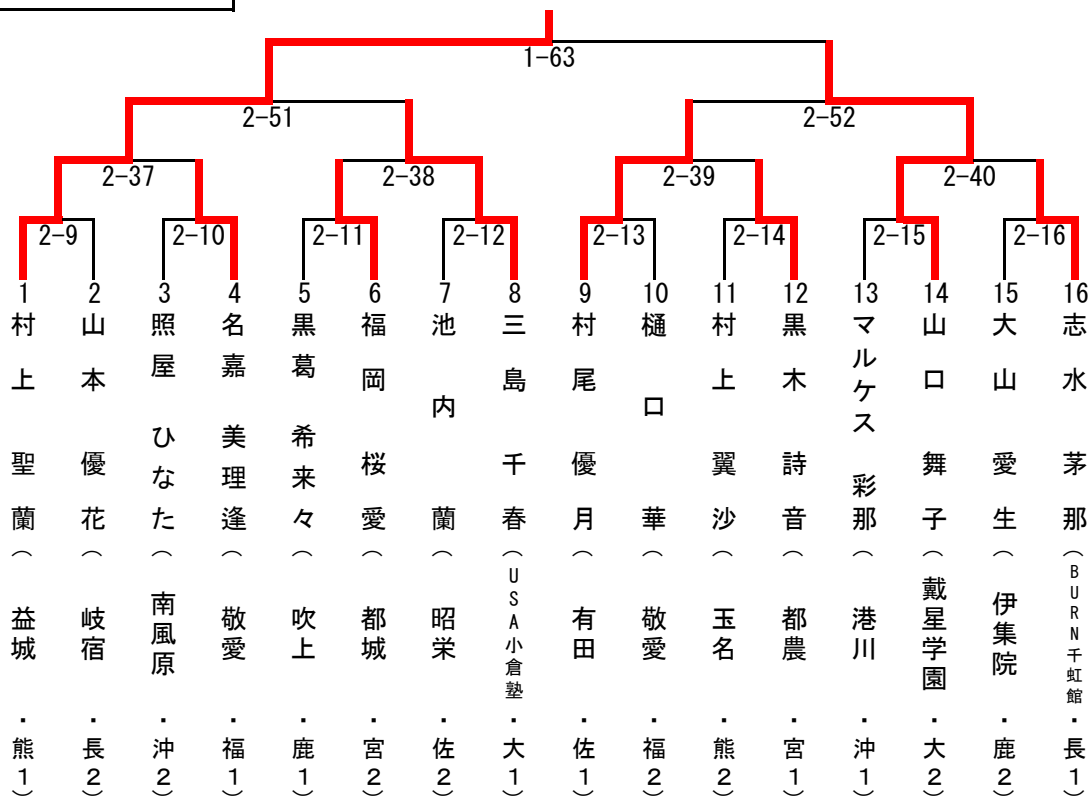 1-63
2-51
2-52
2-37
2-38
2-39
2-40
2-9
2-10
2-11
2-12
2-13
2-14
2-15
2-16
1 村上 聖蘭（益城・熊1）
2 山本 優花（岐宿・長2）
3 照屋 ひなた（南風原・沖2）
4 名嘉 美理逢（敬愛・福1）
5 黒葛 希来々（吹上・鹿1）
6 福岡 桜愛（都城・宮2）
7 池内 蘭（昭栄・佐2）
8 三島 千春（USA小倉塾・大1）
9 村尾 優月（有田・佐1）
10 樋口 華（敬愛・福2）
11 村上 翼沙（玉名・熊2）
12 黒木 詩音（都農・宮1）
13 マルケス 彩那（港川・沖1）
14 山口 舞子（戴星学園・大2）
15 大山 愛生（伊集院・鹿2）
16 志水 茅那（BURN千虹館・長1）